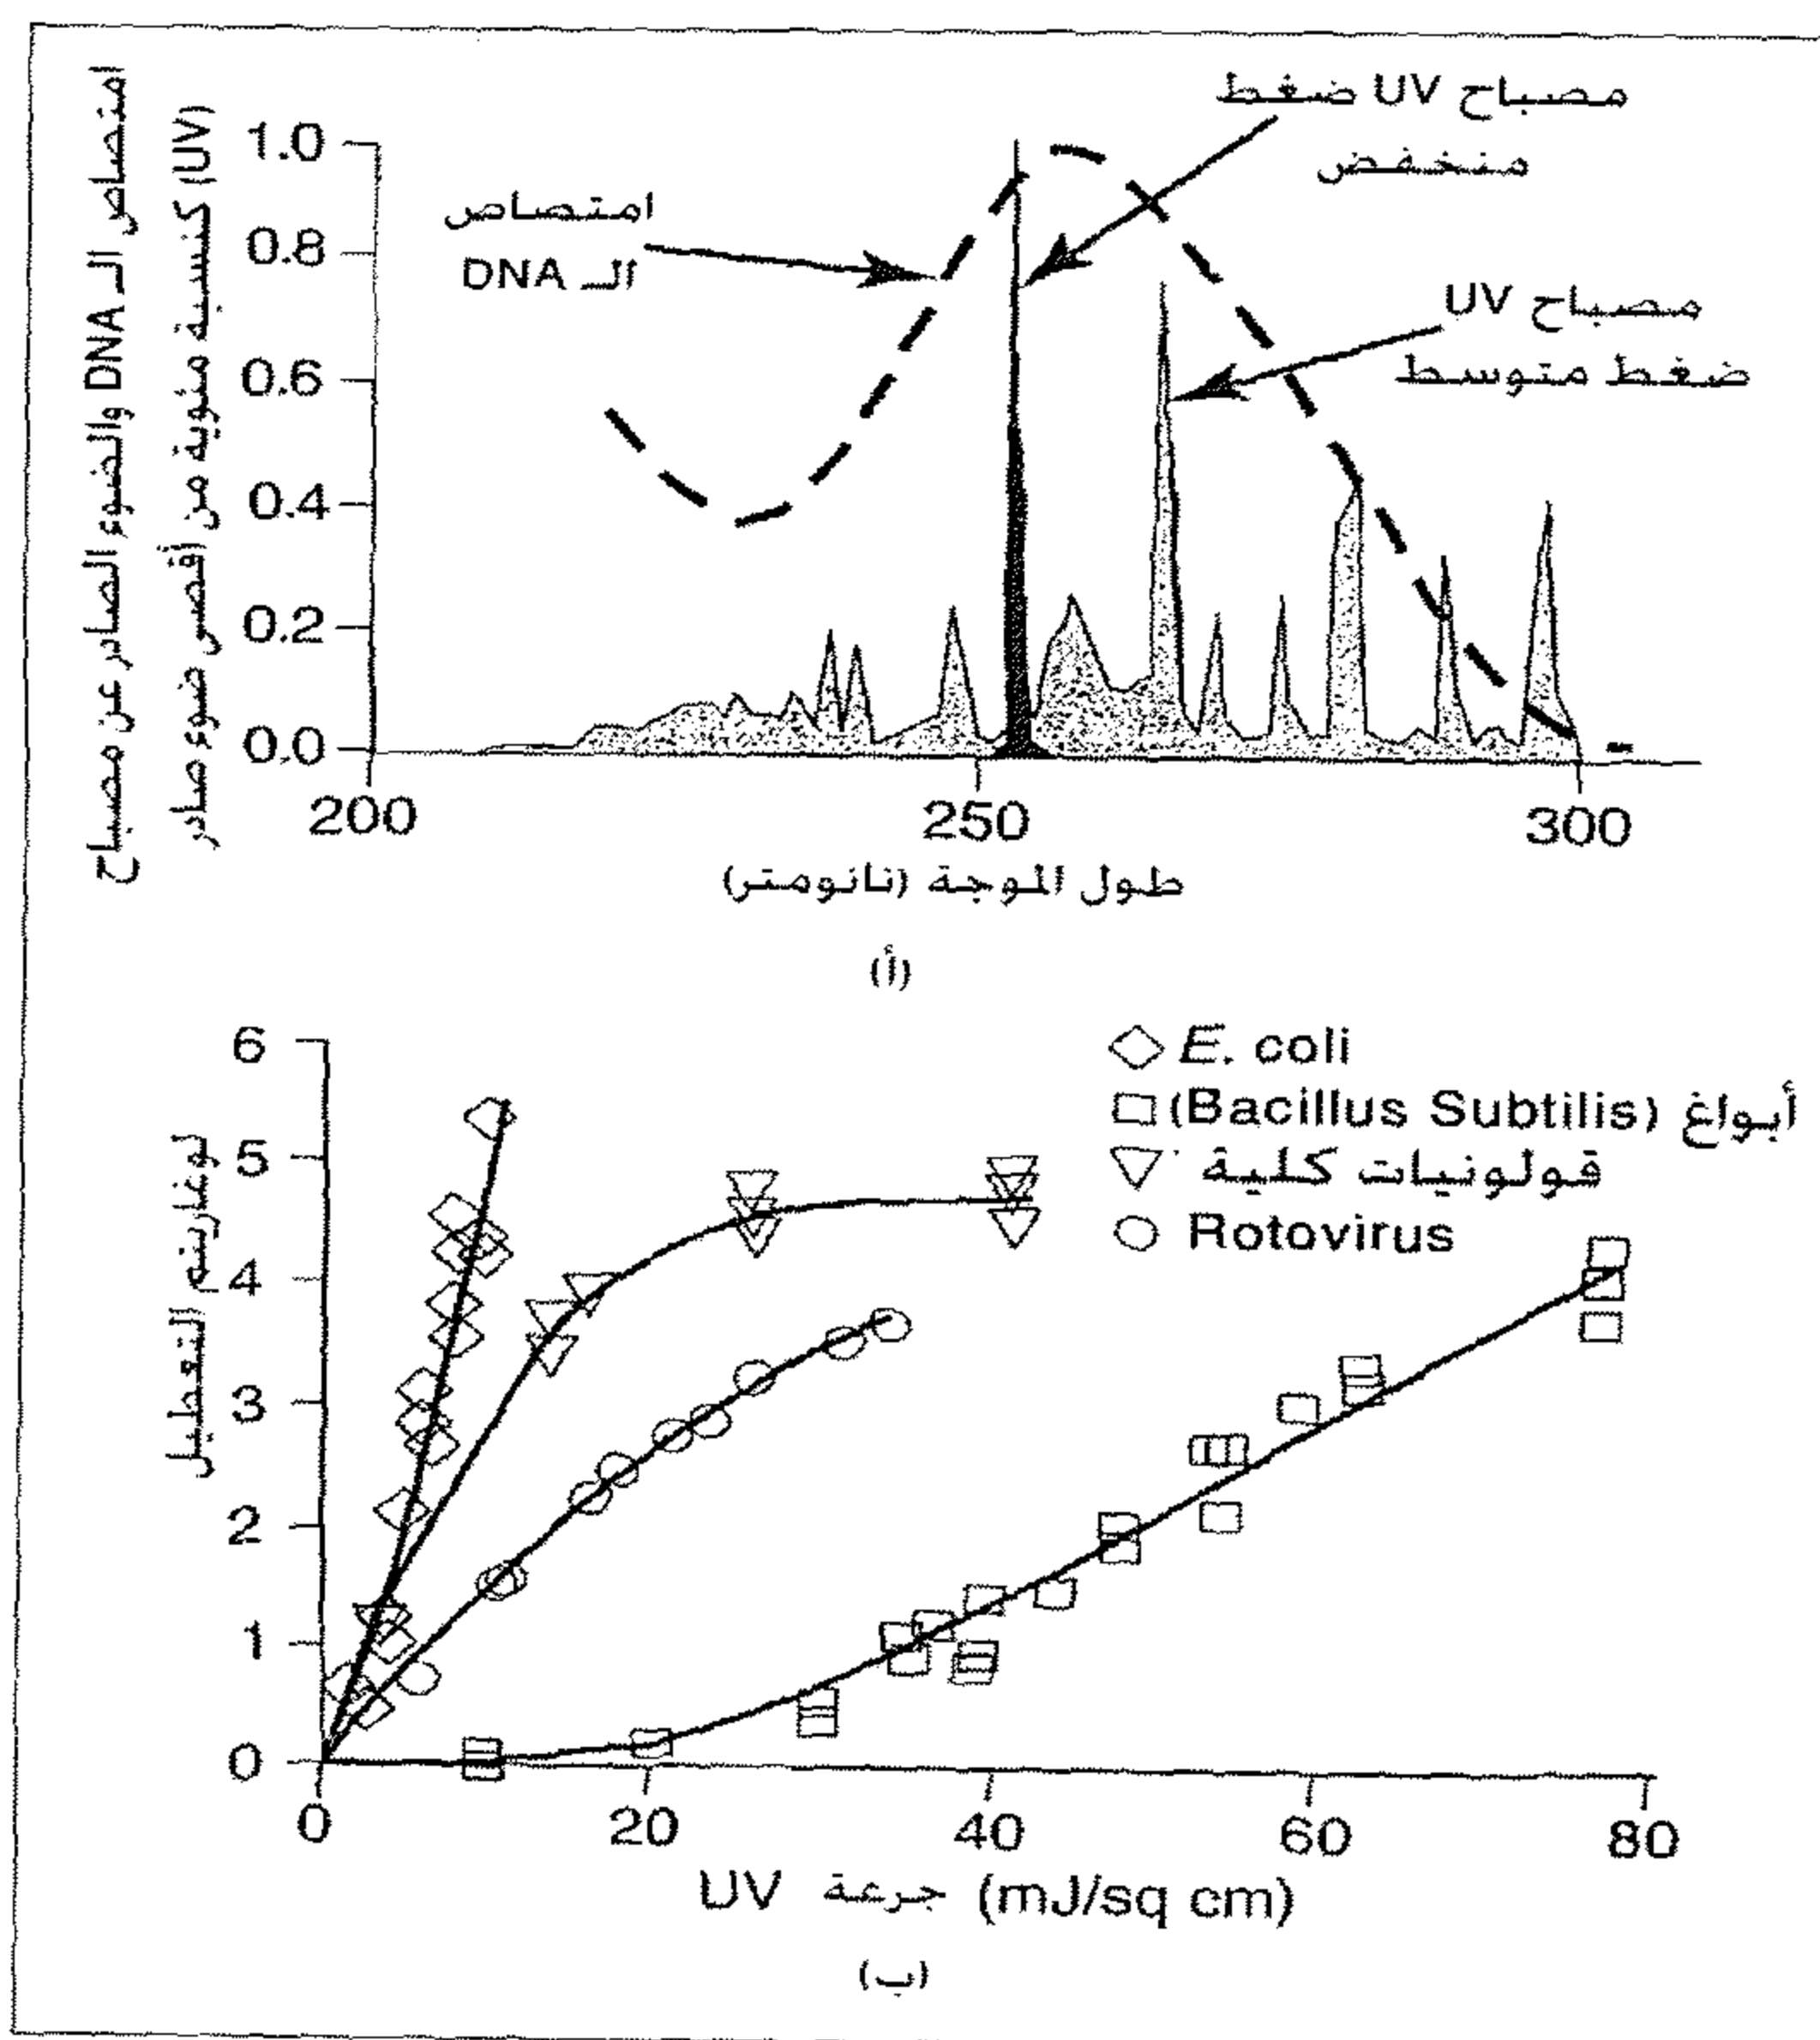 امتصاص الـ DNA والضوء الصادر عن مصباح
(UV) كنسبة مئوية من أقصى ضوء صادر
1.0
0.8
0.6
0.4
0.2
0.0
مصباح UV ضغط
منخفض
امتصاص
الـ DNA
مصباح UV
ضغط متوسط
200
250
300
طول الموجة (نانومتر)
(أ)
لوغاريتم التعطيل
6
5
4
3
2
1
0
E. coli
أبواغ (Bacillus Subtilis)
قولونيات كلية
Rotovirus
0
20
40
60
80
جرعة UV (mJ/sq cm)
(ب)